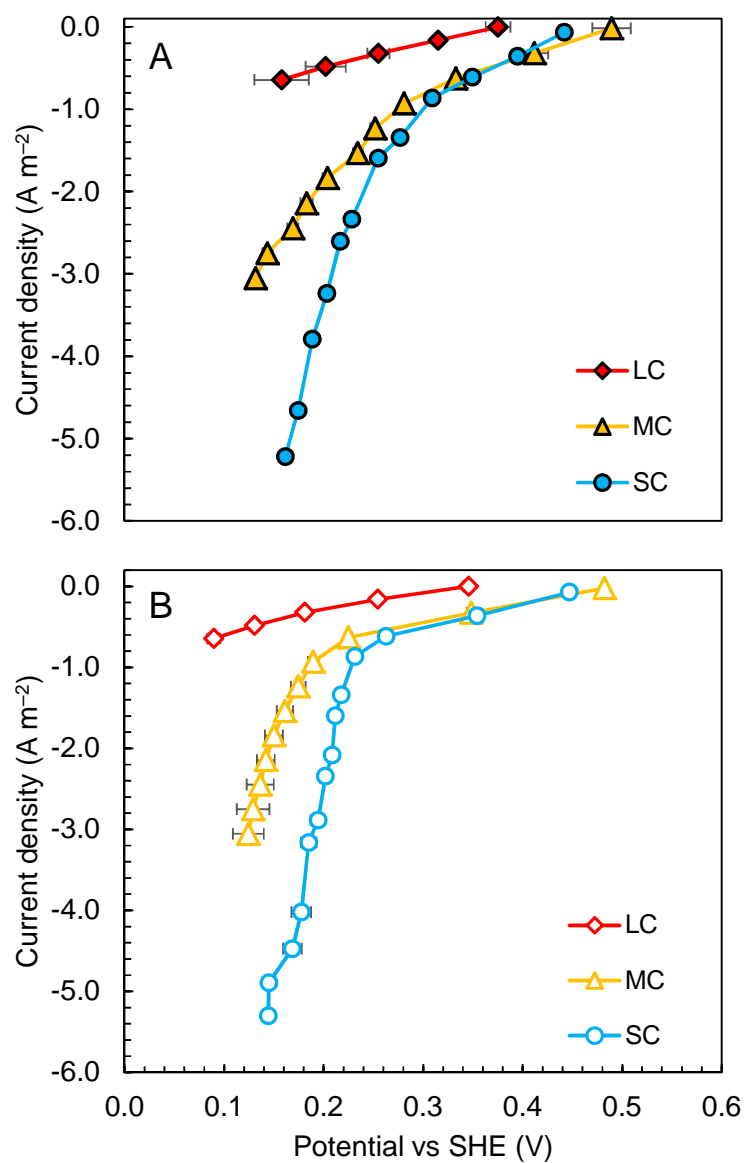 A
0.0
-1.0
-2.0
-3.0
-4.0
-5.0
-6.0
Current density (A m⁻²)
LC
MC
SC
B
0.0
-1.0
-2.0
-3.0
-4.0
-5.0
-6.0
Current density (A m⁻²)
LC
MC
SC
0.0 0.1 0.2 0.3 0.4 0.5 0.6
Potential vs SHE (V)